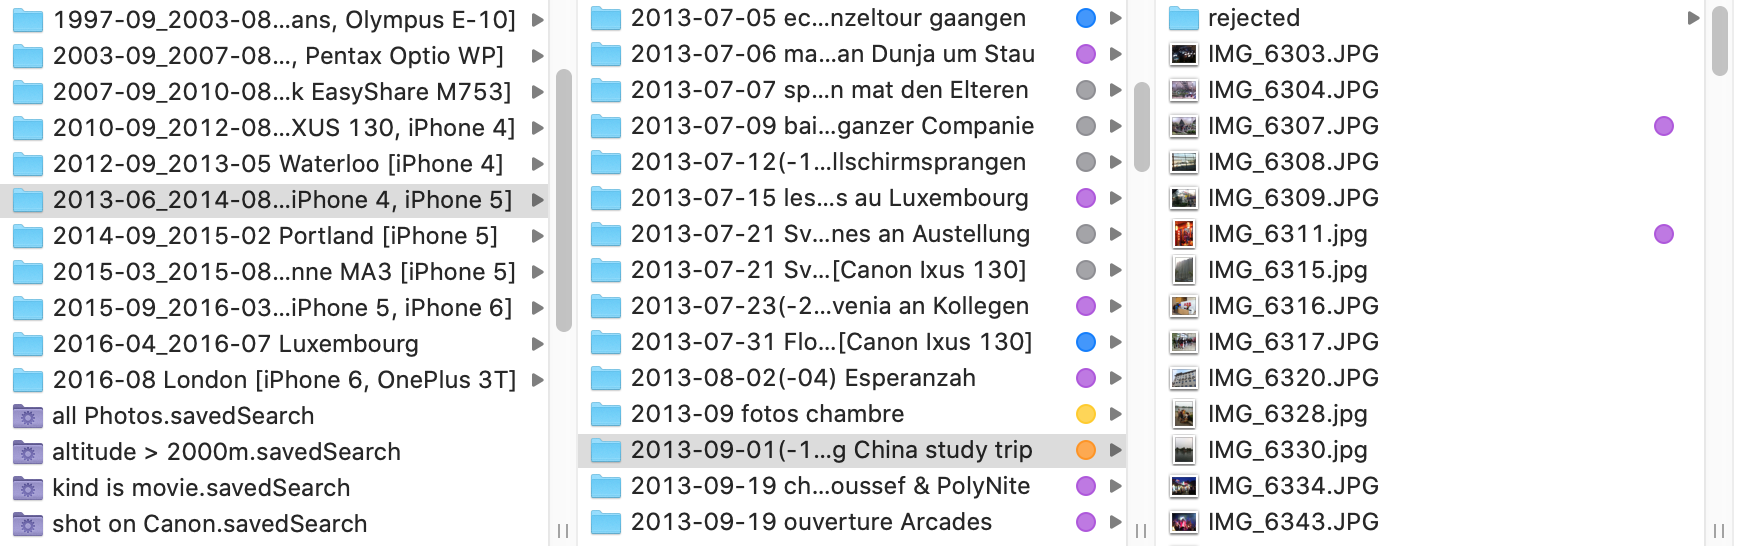 1997-09_2003-08...ans, Olympus E-10]
2003-09_2007-08..., Pentax Optio WP]
2007-09_2010-08...k EasyShare M753]
2010-09_2012-08...XUS 130, iPhone 4]
2012-09_2013-05 Waterloo [iPhone 4]
2013-06_2014-08...iPhone 4, iPhone 5]
2014-09_2015-02 Portland [iPhone 5]
2015-03_2015-08...nne MA3 [iPhone 5]
2015-09_2016-03...iPhone 5, iPhone 6]
2016-04_2016-07 Luxembourg
2016-08 London [iPhone 6, OnePlus 3T]
all Photos.savedSearch
altitude > 2000m.savedSearch
kind is movie.savedSearch
shot on Canon.savedSearch
2013-07-05 ec...nzeltour gaangen
2013-07-06 ma...an Dunja um Stau
2013-07-07 sp...n mat den Elteren
2013-07-09 bai...ganzer Companie
2013-07-12(-1...llschirmsprangen
2013-07-15 les...s au Luxembourg
2013-07-21 Sv...nes an Austellung
2013-07-21 Sv...[Canon Ixus 130]
2013-07-23(-2...venia an Kollegen
2013-07-31 Flo...[Canon Ixus 130]
2013-08-02(-04) Esperanzah
2013-09 fotos chambre
2013-09-01(-1...g China study trip
2013-09-19 ch...oussef & PolyNite
2013-09-19 ouverture Arcades
rejected
IMG_6303.JPG
IMG_6304.JPG
IMG_6307.JPG
IMG_6308.JPG
IMG_6309.JPG
IMG_6311.jpg
IMG_6315.jpg
IMG_6316.JPG
IMG_6317.JPG
IMG_6320.JPG
IMG_6328.jpg
IMG_6330.jpg
IMG_6334.JPG
IMG_6343.JPG